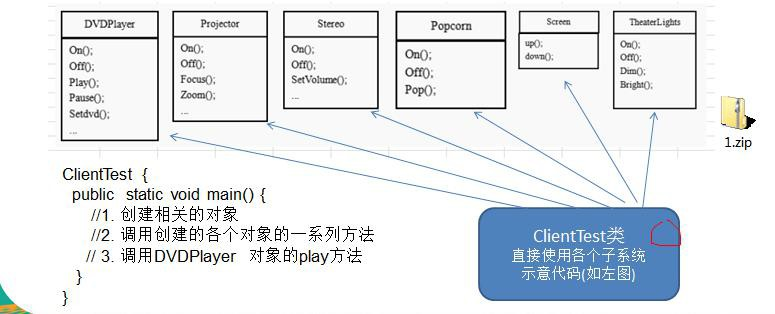 DVDPlayer
On();
Off();
Play();
Pause();
Setdvd();
...
Projector
On();
Off();
Focus();
Zoom();
...
Stereo
On();
Off();
SetVolume();
...
Popcorn
On();
Off();
Pop();
Screen
up();
down();
TheaterLights
On();
Off();
Dim();
Bright();
1.zip
ClientTest {
public static void main() {
//1. 创建相关的对象
//2. 调用创建的各个对象的一系列方法
// 3. 调用DVDPlayer 对象的play方法
}
}
ClientTest类
直接使用各个子系统
示意代码(如左图)